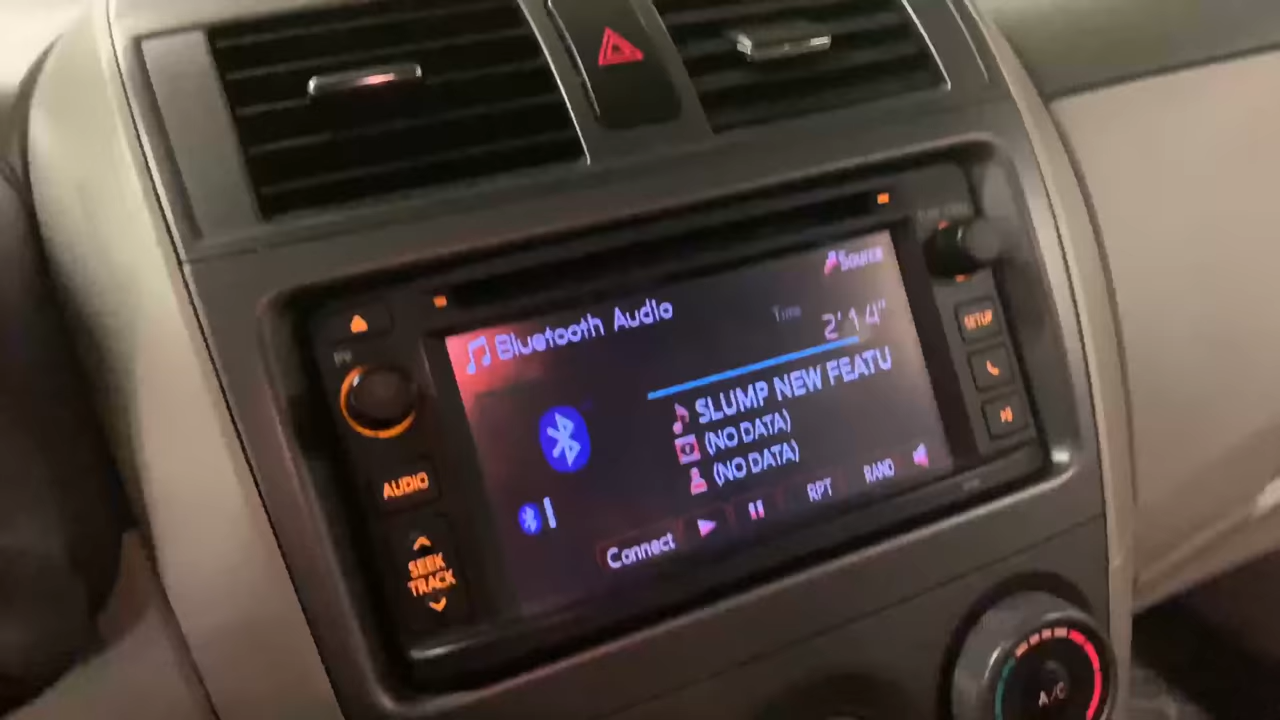 Source
Bluetooth Audio
Time
2'14"
SLUMP NEW FEATU
(NO DATA)
(NO DATA)
Connect
RPT
RAND
AUDIO
SEEK
TRACK
SETUP
A/C